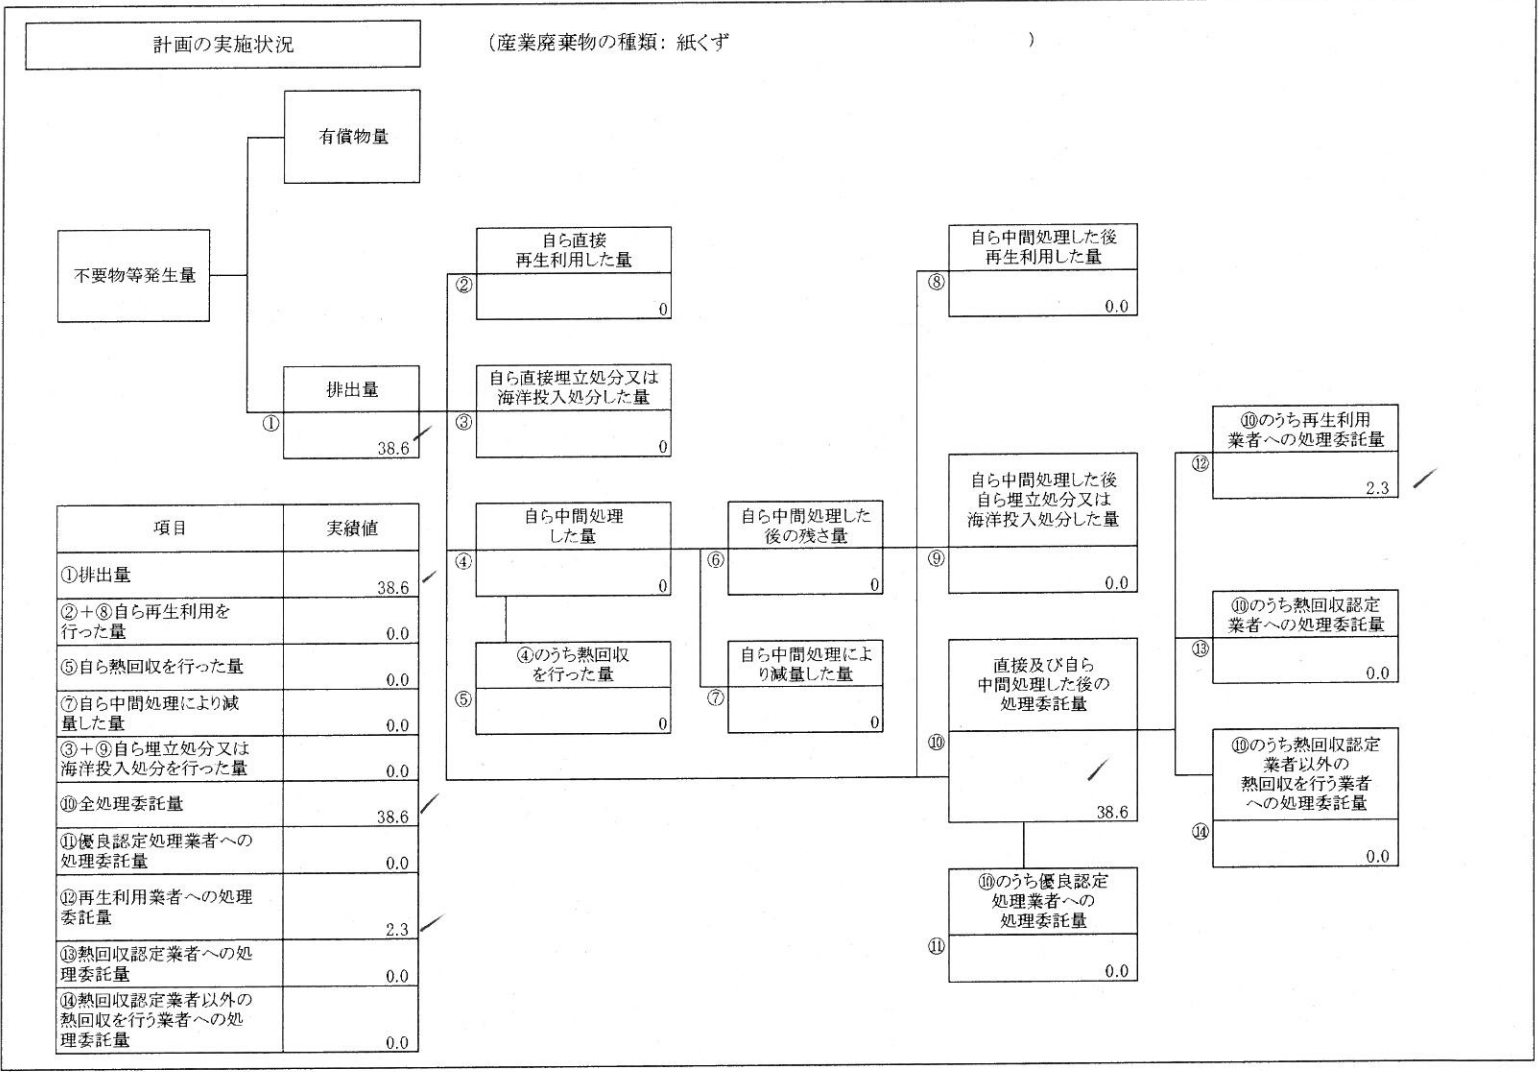 計画の実施状況
（産業廃棄物の種類：紙くず　）
有償物量
不要物等発生量
排出量
①
38.6
自ら直接
再生利用した量
②
0
自ら直接埋立処分又は
海洋投入処分した量
③
0
自ら中間処理
した量
④
0
④のうち熱回収
を行った量
⑤
0
自ら中間処理した
後の残さ量
⑥
0
自ら中間処理によ
り減量した量
⑦
0
自ら中間処理した後
再生利用した量
⑧
0.0
自ら中間処理した後
自ら埋立処分又は
海洋投入処分した量
⑨
0.0
直接及び自ら
中間処理した後の
処理委託量
⑩
38.6
⑩のうち優良認定
処理業者への
処理委託量
⑪
0.0
⑩のうち再生利用
業者への処理委託量
⑫
2.3
⑩のうち熱回収認定
業者への処理委託量
⑬
0.0
⑩のうち熱回収認定
業者以外の
熱回収を行う業者
への処理委託量
⑭
0.0
項目 実績値
①排出量 38.6
②＋⑧自ら再生利用を
行った量 0.0
⑤自ら熱回収を行った量 0.0
⑦自ら中間処理により減
量した量 0.0
③＋⑨自ら埋立処分又は
海洋投入処分を行った量 0.0
⑩全処理委託量 38.6
⑪優良認定処理業者への
処理委託量 0.0
⑫再生利用業者への処理
委託量 2.3
⑬熱回収認定業者への処
理委託量 0.0
⑭熱回収認定業者以外の
熱回収を行う業者への処
理委託量 0.0